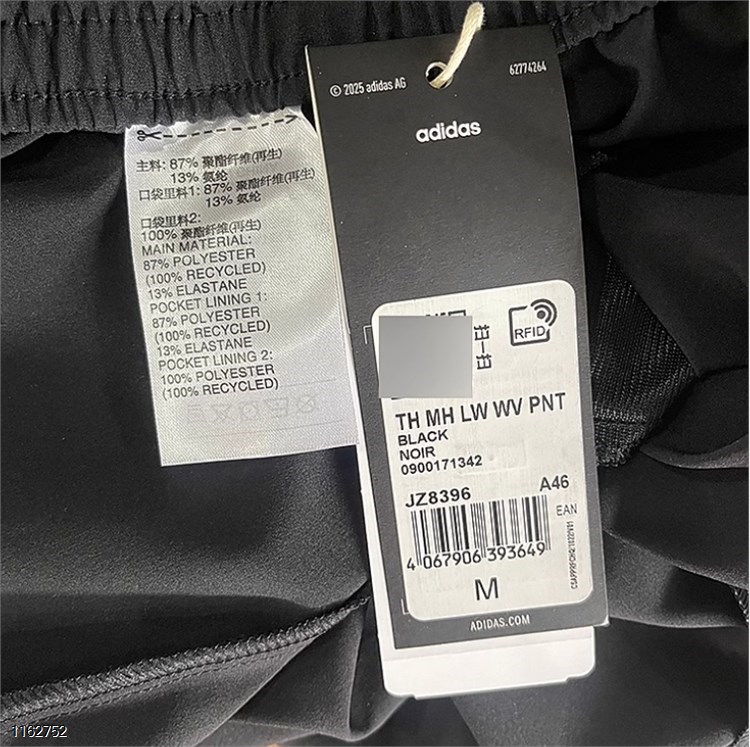 © 2025 adidas AG
62774264
adidas
主料: 87% 聚酯纤维(再生)
13% 氨纶
口袋里料1: 87% 聚酯纤维(再生)
13% 氨纶
口袋里料2:
100% 聚酯纤维(再生)
MAIN MATERIAL:
87% POLYESTER
(100% RECYCLED)
13% ELASTANE
POCKET LINING 1:
87% POLYESTER
(100% RECYCLED)
13% ELASTANE
POCKET LINING 2:
100% POLYESTER
(100% RECYCLED)
RFID
TH MH LW WV PNT
BLACK
NOIR
0900171342
JZ8396
A46
EAN
4 067906 393649
M
ADIDAS.COM
1162752